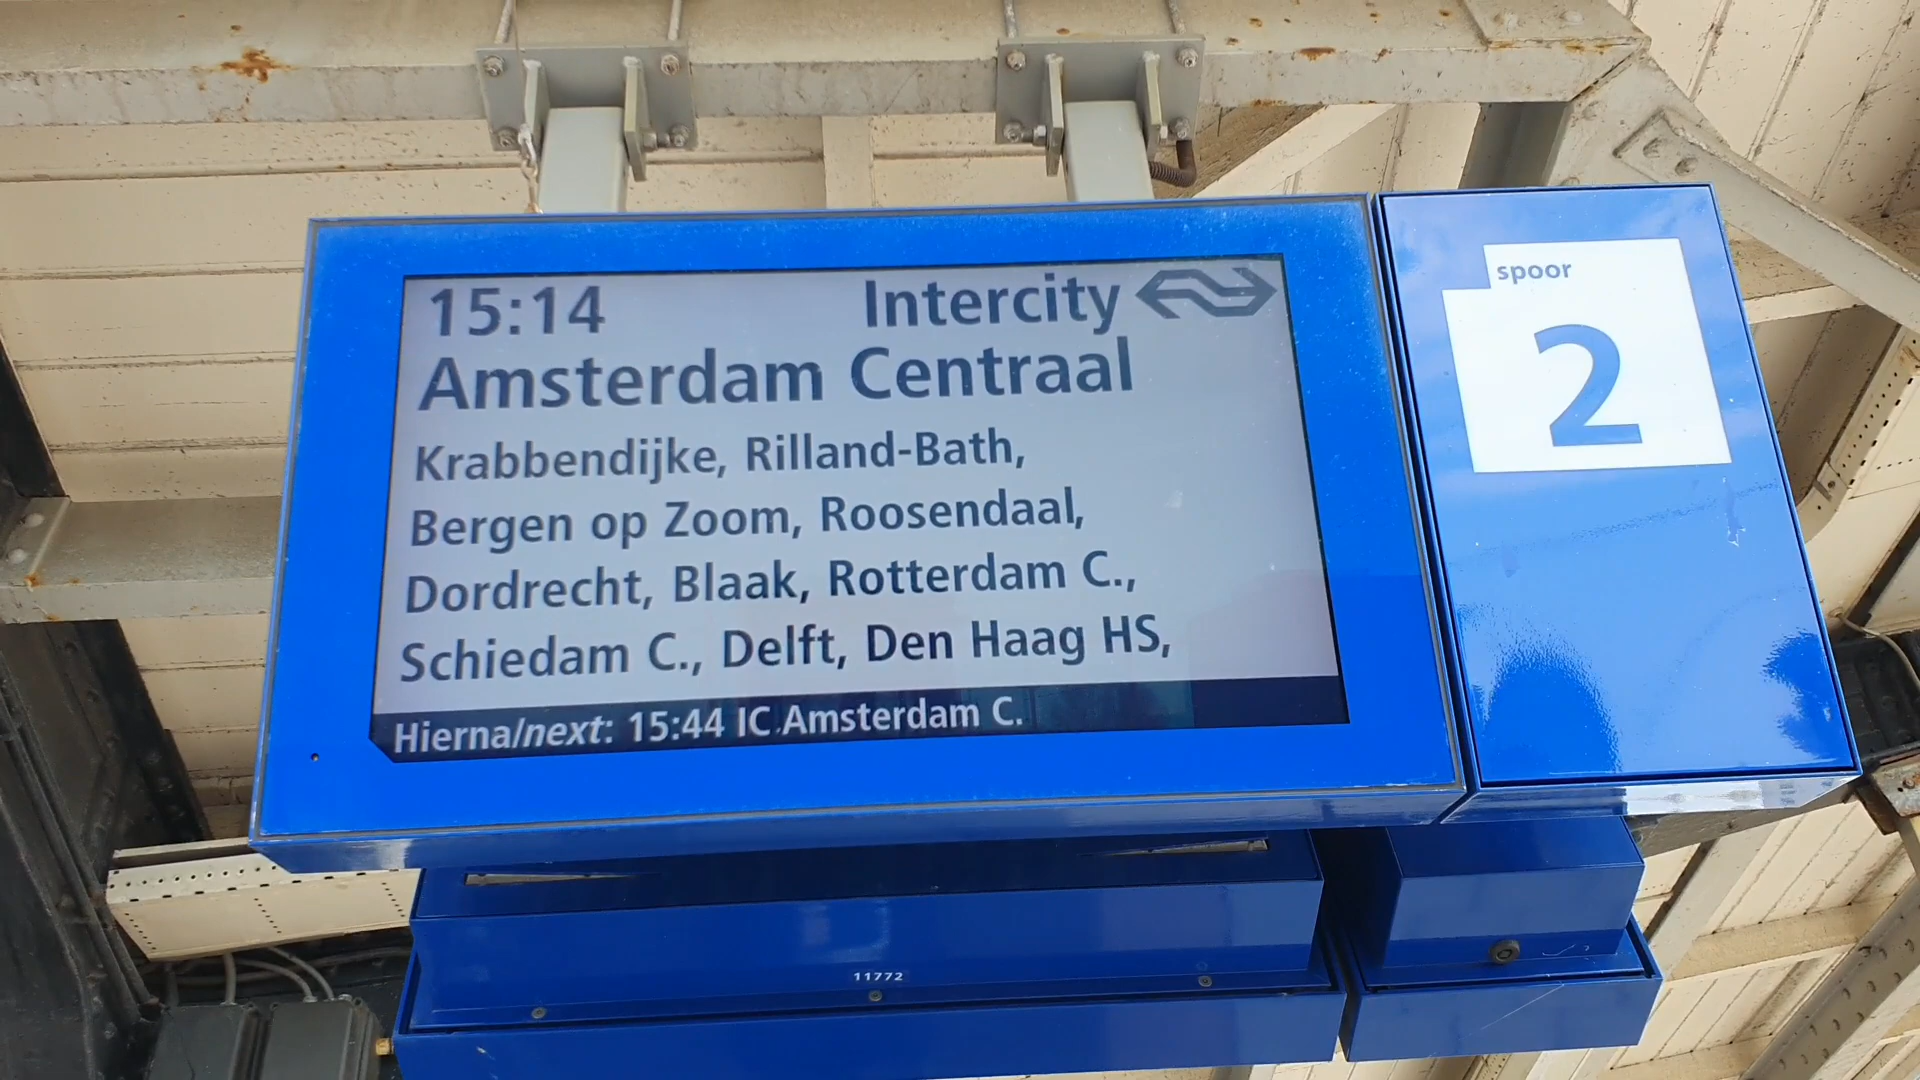 15:14 Intercity
Amsterdam Centraal
Krabbendijke, Rilland-Bath,
Bergen op Zoom, Roosendaal,
Dordrecht, Blaak, Rotterdam C.,
Schiedam C., Delft, Den Haag HS,
Hierna/next: 15:44 IC Amsterdam C.
spoor
2
11772